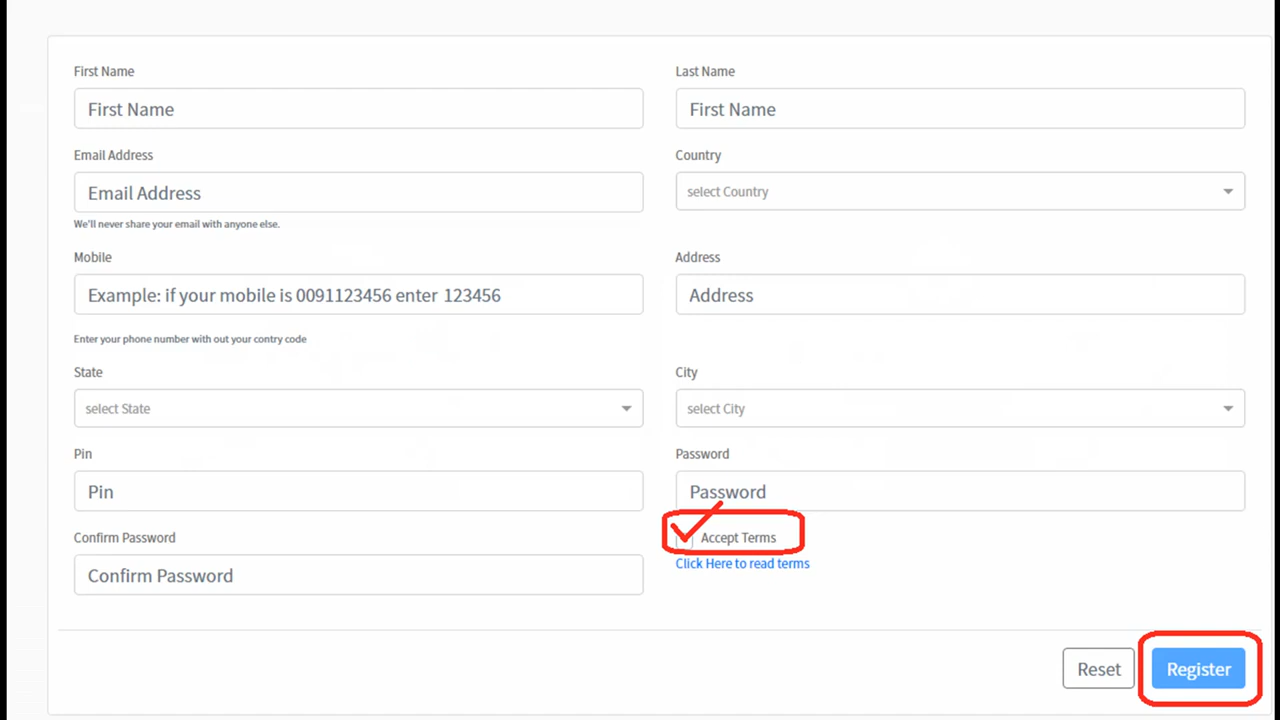 First Name
Last Name
First Name
First Name
Email Address
Country
Email Address
select Country
We'll never share your email with anyone else.
Mobile
Address
Example: if your mobile is 0091123456 enter 123456
Address
Enter your phone number with out your contry code
State
City
select State
select City
Pin
Password
Pin
Password
Confirm Password
Accept Terms
Confirm Password
Click Here to read terms
Reset
Register